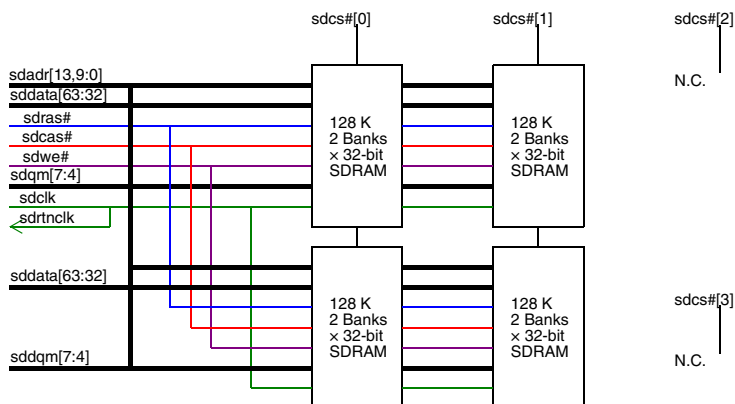 sdcs#[0]
sdcs#[1]
sdcs#[2]
sdadr[13,9:0]
sddata[63:32]
sdras#
sdcas#
sdwe#
sdqm[7:4]
sdclk
sdrtnclk
N.C.
128 K
2 Banks
× 32-bit
SDRAM
128 K
2 Banks
× 32-bit
SDRAM
sddata[63:32]
sddqm[7:4]
128 K
2 Banks
× 32-bit
SDRAM
128 K
2 Banks
× 32-bit
SDRAM
sdcs#[3]
N.C.